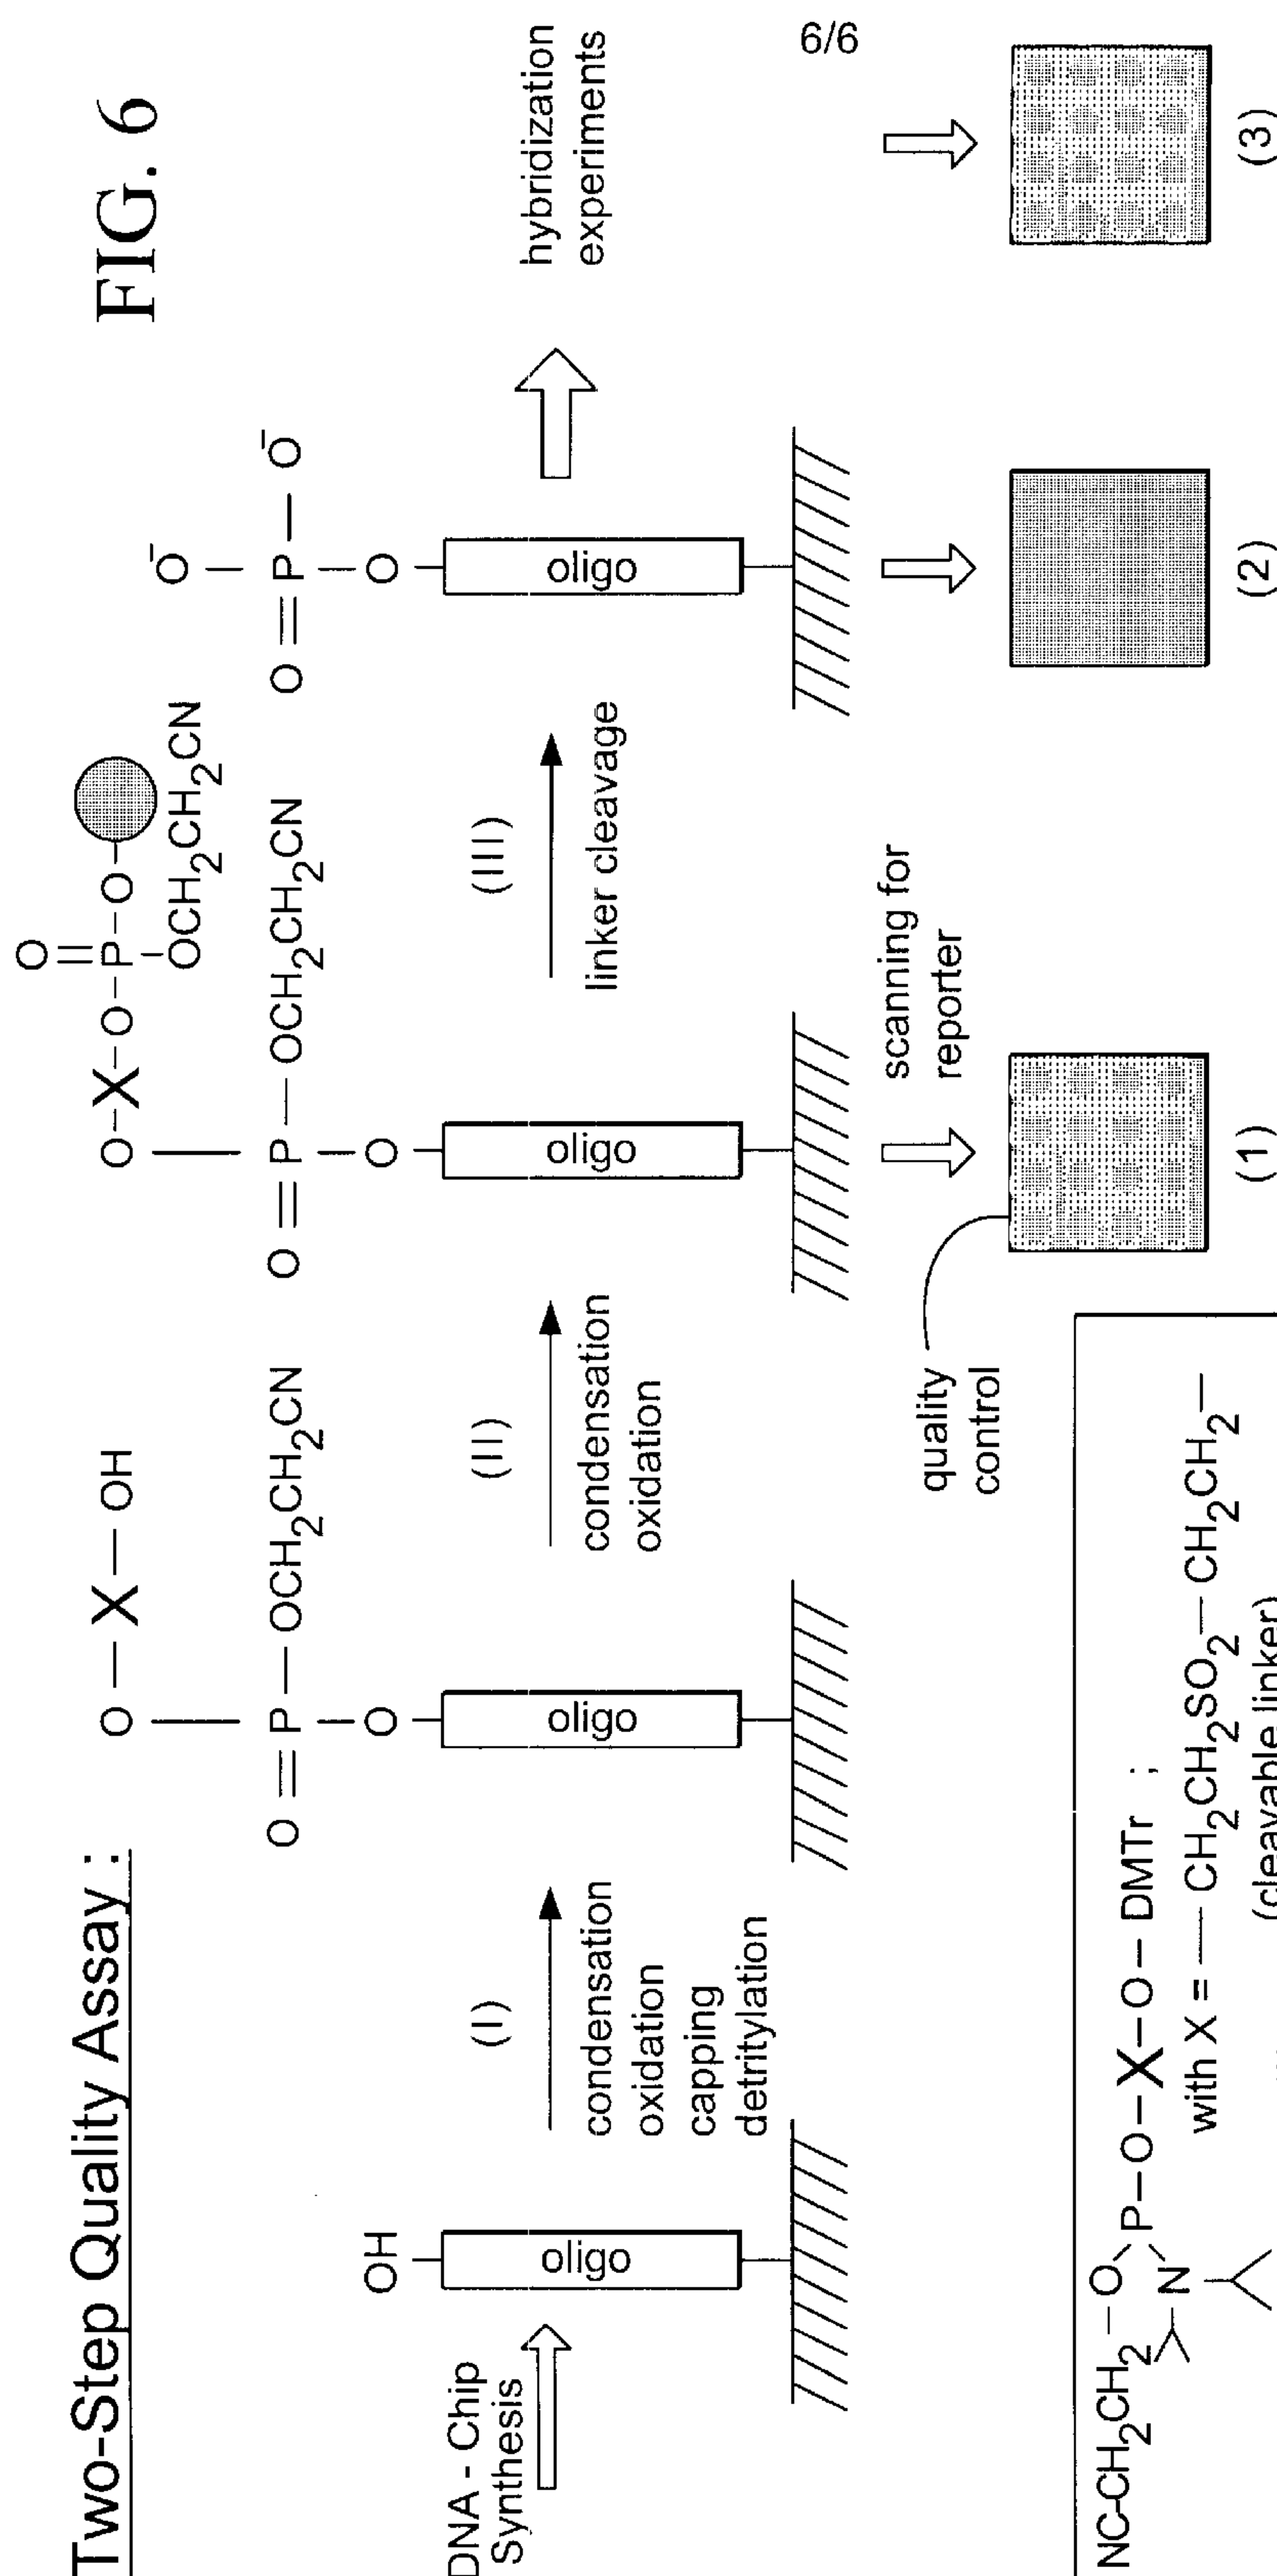 6/6
FIG. 6
Two-Step Quality Assay :
DNA - Chip
Synthesis
OH
oligo
(I)
condensation
oxidation
capping
detritylation
O — X — OH
O = P — OCH2CH2CN
O
oligo
(II)
condensation
oxidation
O
O-X-O-P-O-
OCH2CH2CN
O = P — OCH2CH2CN
O
oligo
(III)
linker cleavage
O⁻
O = P — O⁻
O
oligo
hybridization
experiments
scanning for
reporter
quality
control
(1)
(2)
(3)
NC-CH2CH2 — O
P-O-X-O-DMTr ;
N
with X = — CH2CH2SO2 — CH2CH2 —
(cleavable linker)